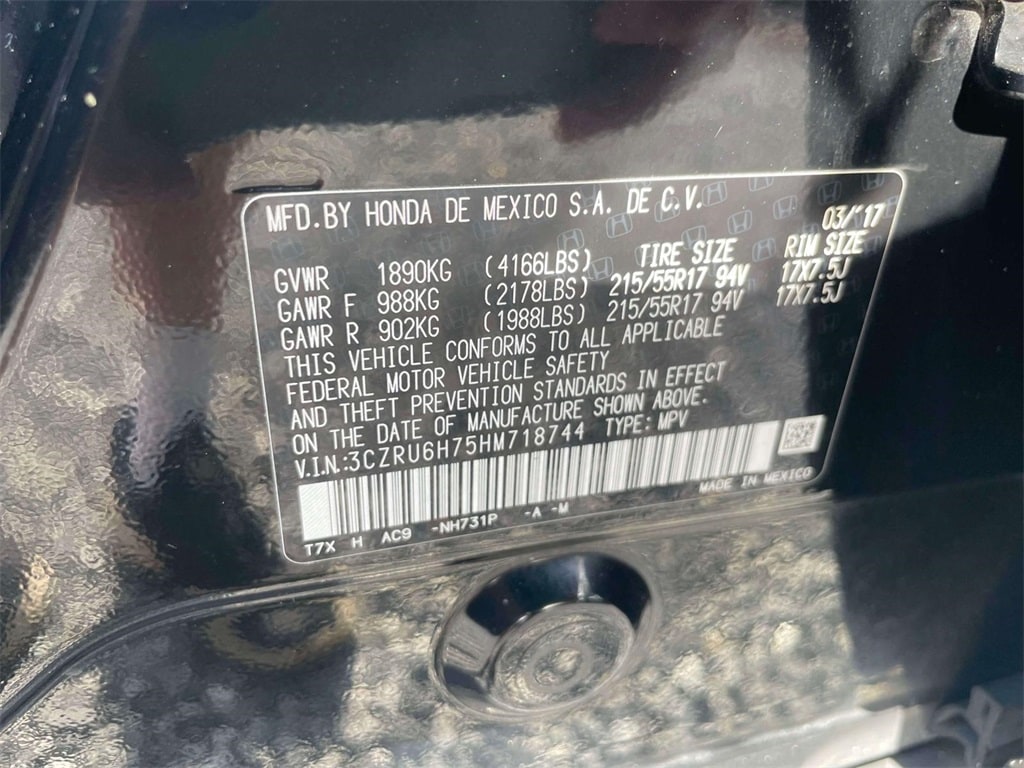 MFD.BY HONDA DE MEXICO S.A. DE C.V.
03/'17
TIRE SIZE RIM SIZE
GVWR 1890KG (4166LBS)
GAWR F 988KG (2178LBS) 215/55R17 94V 17X7.5J
GAWR R 902KG (1988LBS) 215/55R17 94V 17X7.5J
THIS VEHICLE CONFORMS TO ALL APPLICABLE
FEDERAL MOTOR VEHICLE SAFETY
AND THEFT PREVENTION STANDARDS IN EFFECT
ON THE DATE OF MANUFACTURE SHOWN ABOVE.
V.I.N.:3CZRU6H75HM718744 TYPE: MPV
MADE IN MEXICO
T7X H AC9 -NH731P -A -M